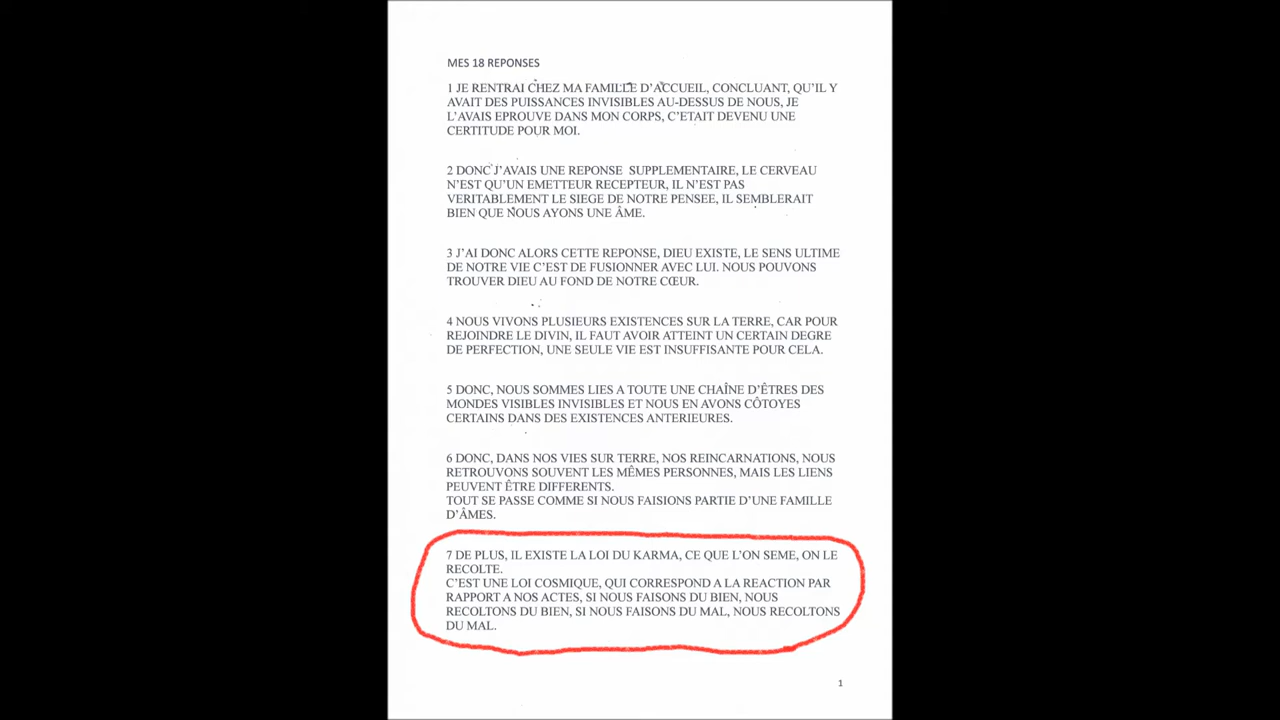 MES 18 REPONSES
1 JE RENTRAI CHEZ MA FAMILLE D'ACCUEIL, CONCLUANT, QU'IL Y
AVAIT DES PUISSANCES INVISIBLES AU-DESSUS DE NOUS, JE
L'AVAIS EPROUVE DANS MON CORPS, C'ETAIT DEVENU UNE
CERTITUDE POUR MOI.
2 DONC J'AVAIS UNE REPONSE SUPPLEMENTAIRE, LE CERVEAU
N'EST QU'UN EMETTEUR RECEPTEUR, IL N'EST PAS
VERITABLEMENT LE SIEGE DE NOTRE PENSEE, IL SEMBLERAIT
BIEN QUE NOUS AYONS UNE ÂME.
3 J'AI DONC ALORS CETTE REPONSE, DIEU EXISTE, LE SENS ULTIME
DE NOTRE VIE C'EST DE FUSIONNER AVEC LUI. NOUS POUVONS
TROUVER DIEU AU FOND DE NOTRE CŒUR.
4 NOUS VIVONS PLUSIEURS EXISTENCES SUR LA TERRE, CAR POUR
REJOINDRE LE DIVIN, IL FAUT AVOIR ATTEINT UN CERTAIN DEGRE
DE PERFECTION, UNE SEULE VIE EST INSUFFISANTE POUR CELA.
5 DONC, NOUS SOMMES LIES A TOUTE UNE CHAÎNE D'ÊTRES DES
MONDES VISIBLES INVISIBLES ET NOUS EN AVONS CÔTOYES
CERTAINS DANS DES EXISTENCES ANTERIEURES.
6 DONC, DANS NOS VIES SUR TERRE, NOS REINCARNATIONS, NOUS
RETROUVONS SOUVENT LES MÊMES PERSONNES, MAIS LES LIENS
PEUVENT ÊTRE DIFFERENTS.
TOUT SE PASSE COMME SI NOUS FAISIONS PARTIE D'UNE FAMILLE
D'ÂMES.
7 DE PLUS, IL EXISTE LA LOI DU KARMA, CE QUE L'ON SEME, ON LE
RECOLTE.
C'EST UNE LOI COSMIQUE, QUI CORRESPOND A LA REACTION PAR
RAPPORT A NOS ACTES, SI NOUS FAISONS DU BIEN, NOUS
RECOLTONS DU BIEN, SI NOUS FAISONS DU MAL, NOUS RECOLTONS
DU MAL.
1